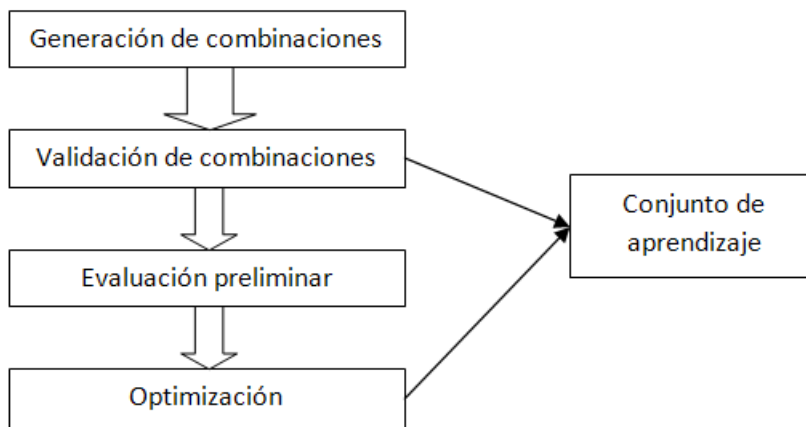 Generación de combinaciones
Validación de combinaciones
Evaluación preliminar
Optimización
Conjunto de
aprendizaje